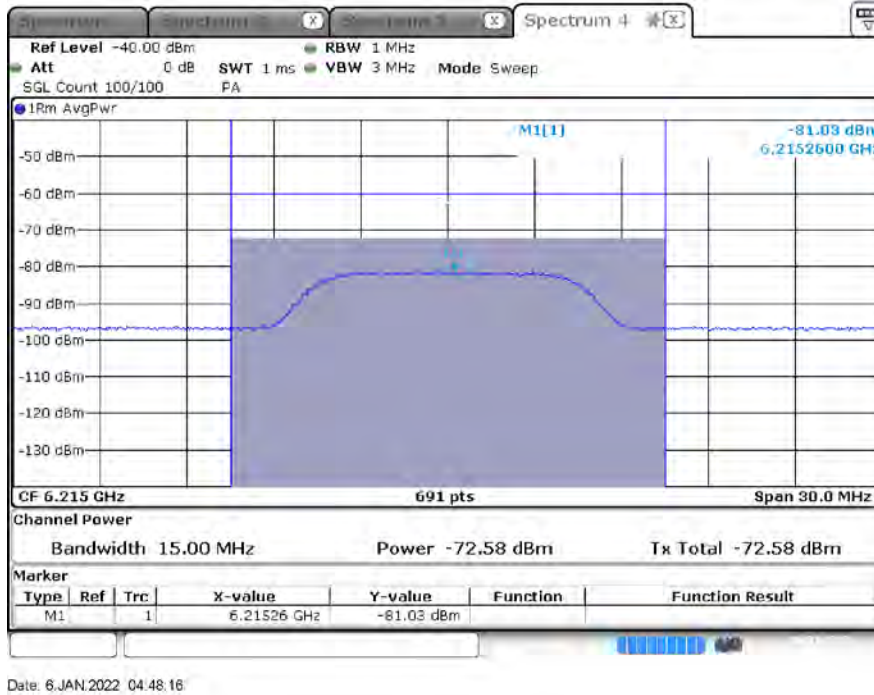 Spectrum 4
Ref Level -40.00 dBm RBW 1 MHz
Att 0 dB SWT 1 ms VBW 3 MHz Mode Sweep
SGL Count 100/100 PA
1Rm AvgPwr
M1[1] -81.03 dBm
6.2152600 GHz
-50 dBm
-60 dBm
-70 dBm
-80 dBm
-90 dBm
-100 dBm
-110 dBm
-120 dBm
-130 dBm
CF 6.215 GHz 691 pts Span 30.0 MHz
Channel Power
Bandwidth 15.00 MHz Power -72.58 dBm Tx Total -72.58 dBm
Marker
Type Ref Trc X-value Y-value Function Function Result
M1 1 6.21526 GHz -81.03 dBm
Date: 6.JAN.2022 04:48:16